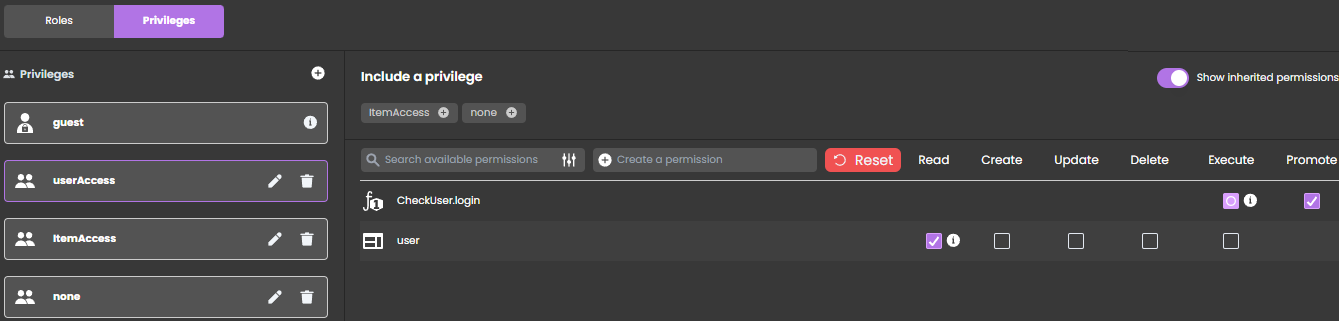 Roles Privileges
Privileges
Include a privilege
Show inherited permissions
guest
ItemAccess none
Search available permissions Create a permission Reset Read Create Update Delete Execute Promote
userAccess
CheckUser.login
ItemAccess
user
none